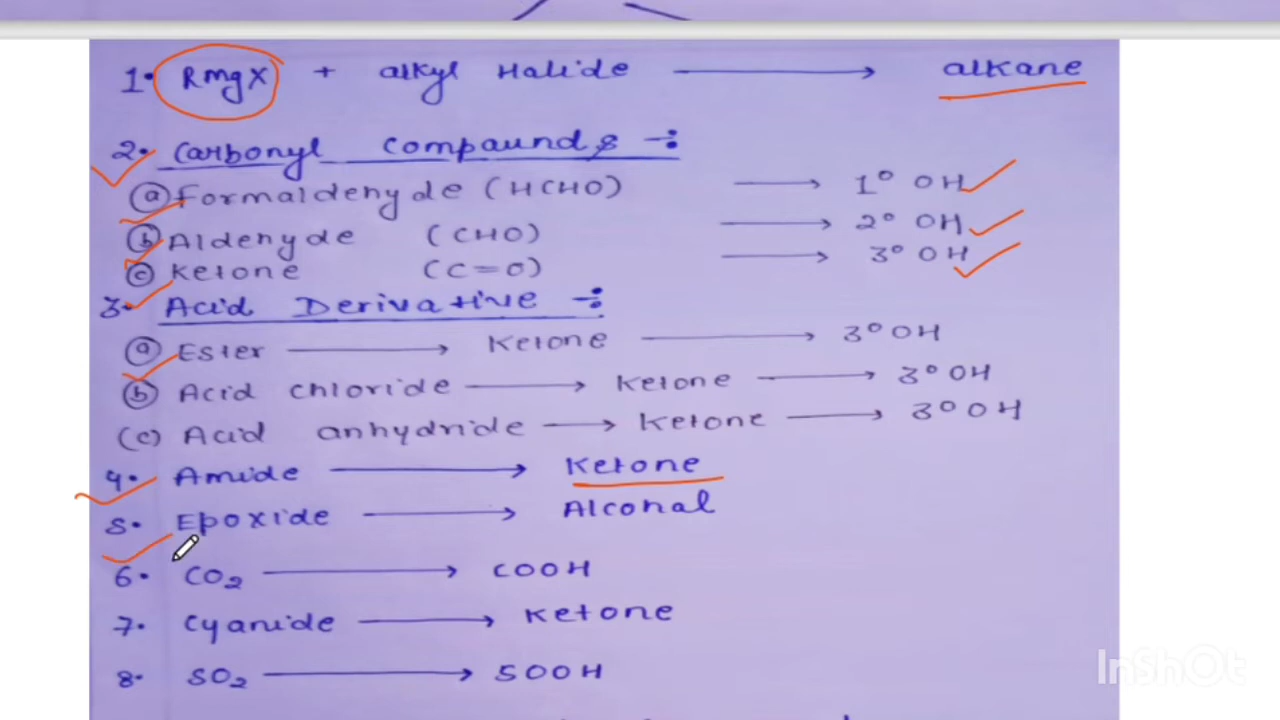 1. RmgX + alkyl Halide ⟶ alkane
2. Carbonyl Compaunds ÷
(a) Formaldehyde (HCHO) ⟶ 1° OH
(b) Aldehyde (CHO) ⟶ 2° OH
(c) Ketone (C=O) ⟶ 3° OH
3. Acid Derivative ÷
(a) Ester ⟶ Ketone ⟶ 3° OH
(b) Acid chloride ⟶ Ketone ⟶ 3° OH
(c) Acid anhydride ⟶ Ketone ⟶ 3° OH
4. Amide ⟶ Ketone
5. Epoxide ⟶ Alcohal
6. CO₂ ⟶ COOH
7. Cyanide ⟶ Ketone
8. SO₂ ⟶ SOOH
InShOt